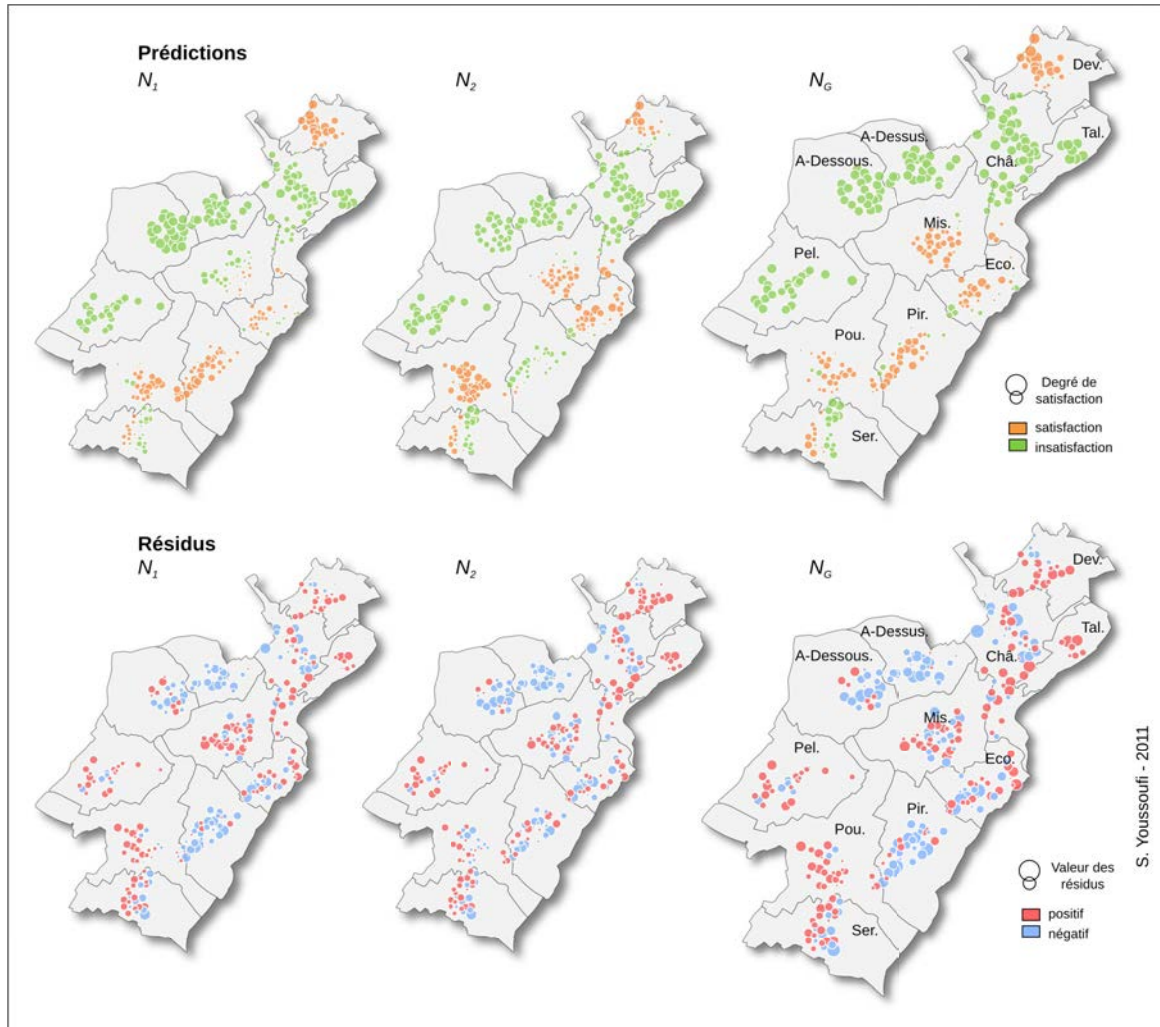 Prédictions
N1
N2
NG
Dev.
A-Dessus.
Tal.
A-Dessous.
Châ.
Mis.
Pel.
Eco.
Pir.
Pou.
Ser.
Degré de
satisfaction
satisfaction
insatisfaction
Résidus
N1
N2
NG
Dev.
A-Dessus.
Tal.
A-Dessous.
Châ.
Mis.
Pel.
Eco.
Pir.
Pou.
Ser.
Valeur des
résidus
positif
négatif
S. Youssoufi - 2011